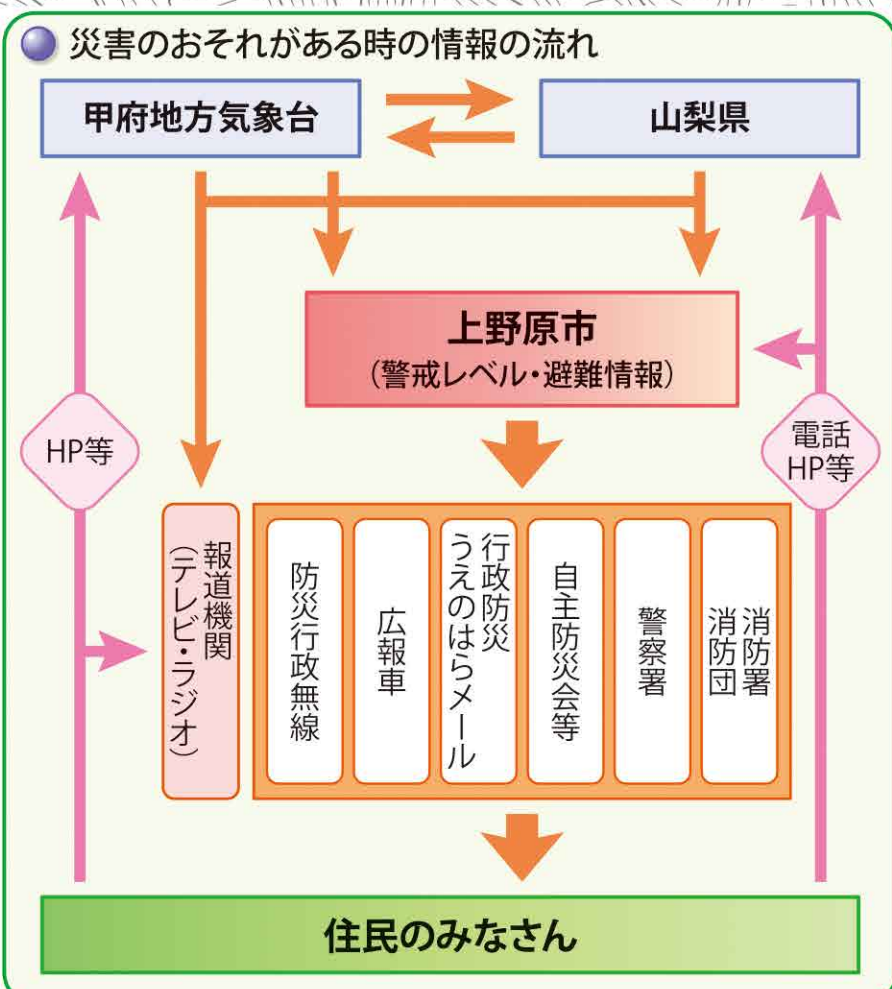 災害のおそれがある時の情報の流れ
甲府地方気象台
山梨県
上野原市
(警戒レベル・避難情報)
HP等
電話
HP等
報道機関
(テレビ・ラジオ)
防災行政無線
広報車
行政防災
うえのはらメール
自主防災会等
警察署
消防署
消防団
住民のみなさん